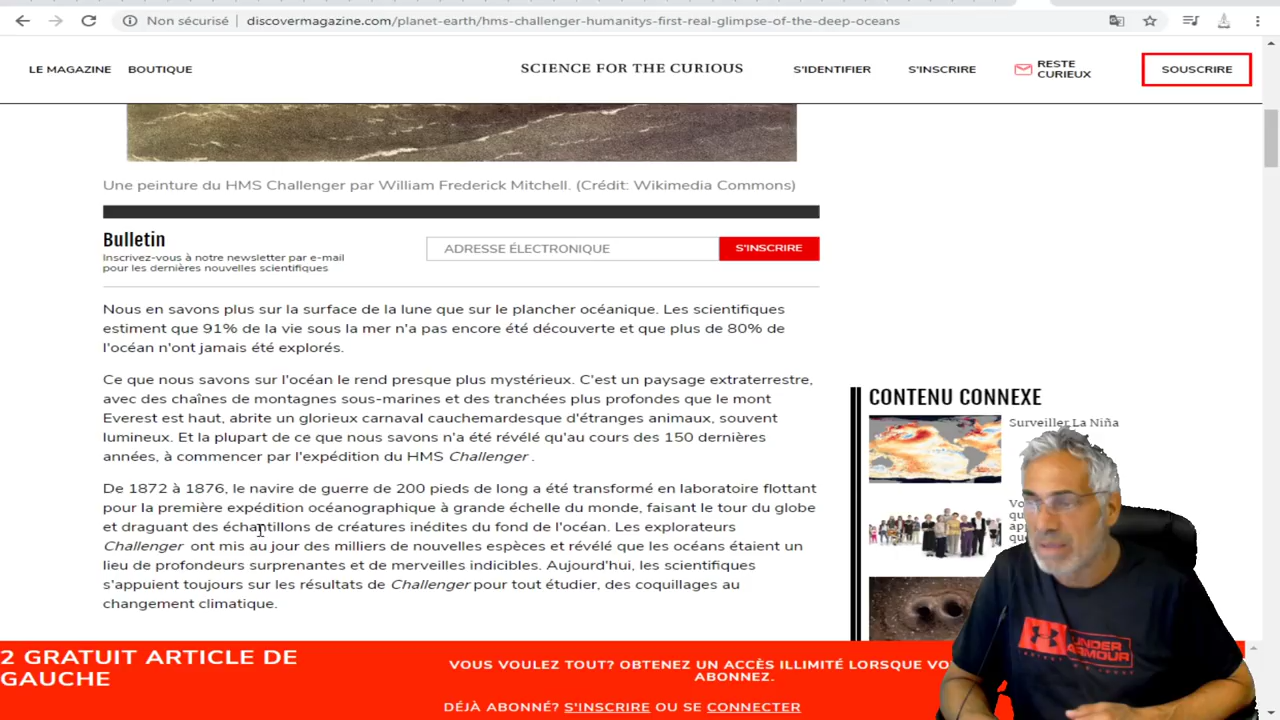 Non sécurisé | discovermagazine.com/planet-earth/hms-challenger-humanitys-first-real-glimpse-of-the-deep-oceans
LE MAGAZINE BOUTIQUE SCIENCE FOR THE CURIOUS S'IDENTIFIER S'INSCRIRE RESTE CURIEUX SOUSCRIRE
Une peinture du HMS Challenger par William Frederick Mitchell. (Crédit: Wikimedia Commons)
Bulletin
Inscrivez-vous à notre newsletter par e-mail
pour les dernières nouvelles scientifiques
ADRESSE ÉLECTRONIQUE S'INSCRIRE
Nous en savons plus sur la surface de la lune que sur le plancher océanique. Les scientifiques
estiment que 91% de la vie sous la mer n'a pas encore été découverte et que plus de 80% de
l'océan n'ont jamais été explorés.
Ce que nous savons sur l'océan le rend presque plus mystérieux. C'est un paysage extraterrestre,
avec des chaînes de montagnes sous-marines et des tranchées plus profondes que le mont
Everest est haut, abrite un glorieux carnaval cauchemardesque d'étranges animaux, souvent
lumineux. Et la plupart de ce que nous savons n'a été révélé qu'au cours des 150 dernières
années, à commencer par l'expédition du HMS Challenger .
De 1872 à 1876, le navire de guerre de 200 pieds de long a été transformé en laboratoire flottant
pour la première expédition océanographique à grande échelle du monde, faisant le tour du globe
et draguant des échantillons de créatures inédites du fond de l'océan. Les explorateurs
Challenger ont mis au jour des milliers de nouvelles espèces et révélé que les océans étaient un
lieu de profondeurs surprenantes et de merveilles indicibles. Aujourd'hui, les scientifiques
s'appuient toujours sur les résultats de Challenger pour tout étudier, des coquillages au
changement climatique.
CONTENU CONNEXE
Surveiller La Niña
UNDER
ARMOUR
2 GRATUIT ARTICLE DE
GAUCHE
VOUS VOULEZ TOUT? OBTENEZ UN ACCÈS ILLIMITÉ LORSQUE
ABONNEZ.
DÉJÀ ABONNÉ? S'INSCRIRE OU SE CONNECTER